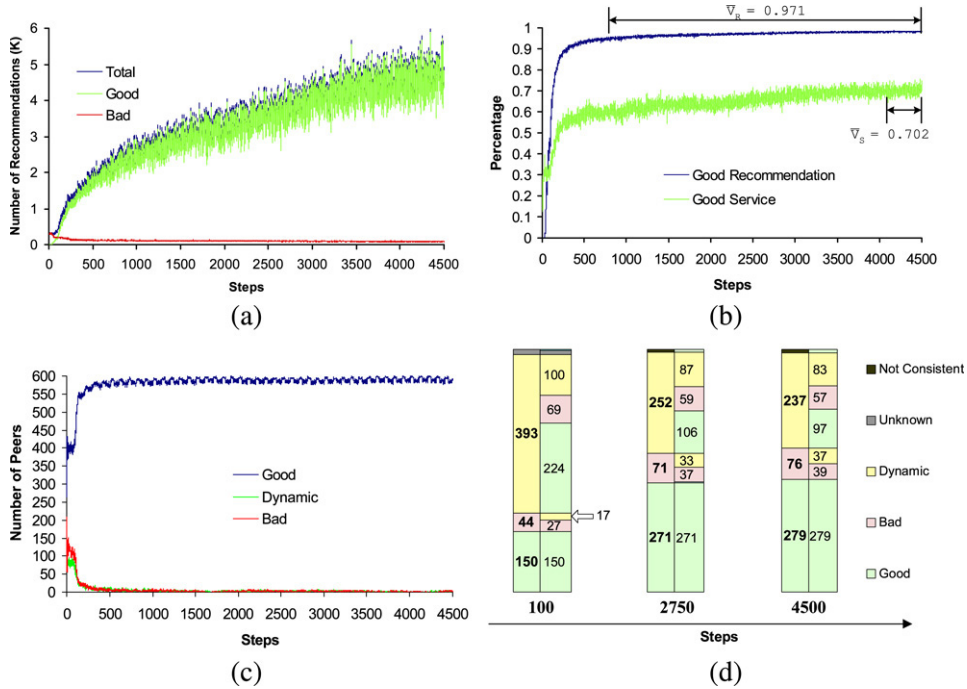 Number of Recommendations (K)
6
5
4
3
2
1
0
Total
Good
Bad
0 500 1000 1500 2000 2500 3000 3500 4000 4500
Steps
(a)
V̅R = 0.971
Percentage
1
0.9
0.8
0.7
0.6
0.5
0.4
0.3
0.2
0.1
0
V̅S = 0.702
Good Recommendation
Good Service
0 500 1000 1500 2000 2500 3000 3500 4000 4500
Steps
(b)
Number of Peers
600
550
500
450
400
350
300
250
200
150
100
50
0
Good
Dynamic
Bad
0 500 1000 1500 2000 2500 3000 3500 4000 4500
Steps
(c)
393
44
150
100
69
224
17
27
150
100
252
71
271
87
59
106
33
37
271
2750
237
76
279
83
57
97
37
39
279
4500
Not Consistent
Unknown
Dynamic
Bad
Good
Steps
(d)